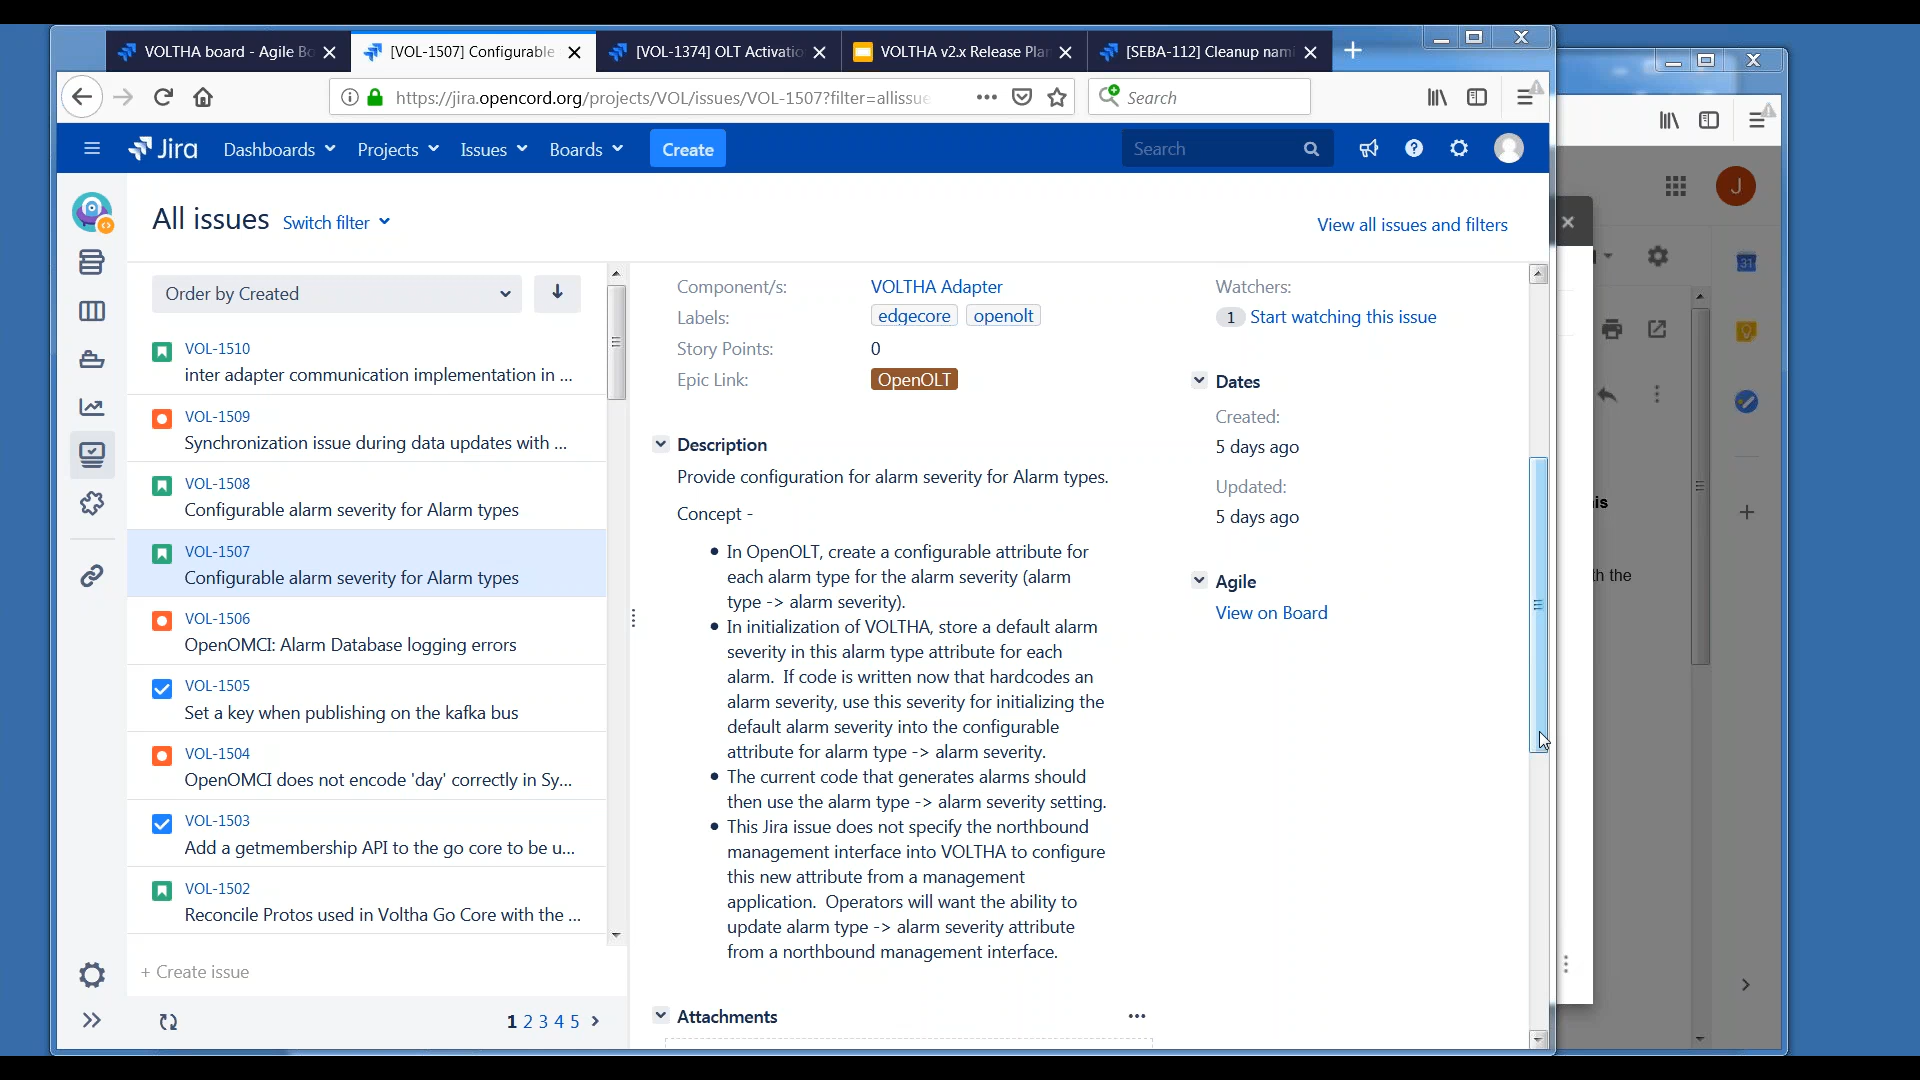 VOLTHA board - Agile Bo
[VOL-1507] Configurable
[VOL-1374] OLT Activatio
VOLTHA v2.x Release Plan
[SEBA-112] Cleanup nami
https://jira.opencord.org/projects/VOL/issues/VOL-1507?filter=allissue
Search
Jira
Dashboards
Projects
Issues
Boards
Create
Search
J
All issues
Switch filter
View all issues and filters
31
Order by Created
VOL-1510
inter adapter communication implementation in ...
VOL-1509
Synchronization issue during data updates with ...
VOL-1508
Configurable alarm severity for Alarm types
VOL-1507
Configurable alarm severity for Alarm types
VOL-1506
OpenOMCI: Alarm Database logging errors
VOL-1505
Set a key when publishing on the kafka bus
VOL-1504
OpenOMCI does not encode 'day' correctly in Sy...
VOL-1503
Add a getmembership API to the go core to be u...
VOL-1502
Reconcile Protos used in Voltha Go Core with the ...
+ Create issue
1 2 3 4 5 >
Component/s: VOLTHA Adapter
Labels: edgecore openolt
Story Points: 0
Epic Link: OpenOLT
Description
Provide configuration for alarm severity for Alarm types.
Concept -
• In OpenOLT, create a configurable attribute for
each alarm type for the alarm severity (alarm
type -> alarm severity).
• In initialization of VOLTHA, store a default alarm
severity in this alarm type attribute for each
alarm. If code is written now that hardcodes an
alarm severity, use this severity for initializing the
default alarm severity into the configurable
attribute for alarm type -> alarm severity.
• The current code that generates alarms should
then use the alarm type -> alarm severity setting.
• This Jira issue does not specify the northbound
management interface into VOLTHA to configure
this new attribute from a management
application. Operators will want the ability to
update alarm type -> alarm severity attribute
from a northbound management interface.
Attachments
Watchers:
1 Start watching this issue
Dates
Created:
5 days ago
Updated:
5 days ago
Agile
View on Board
is
th the